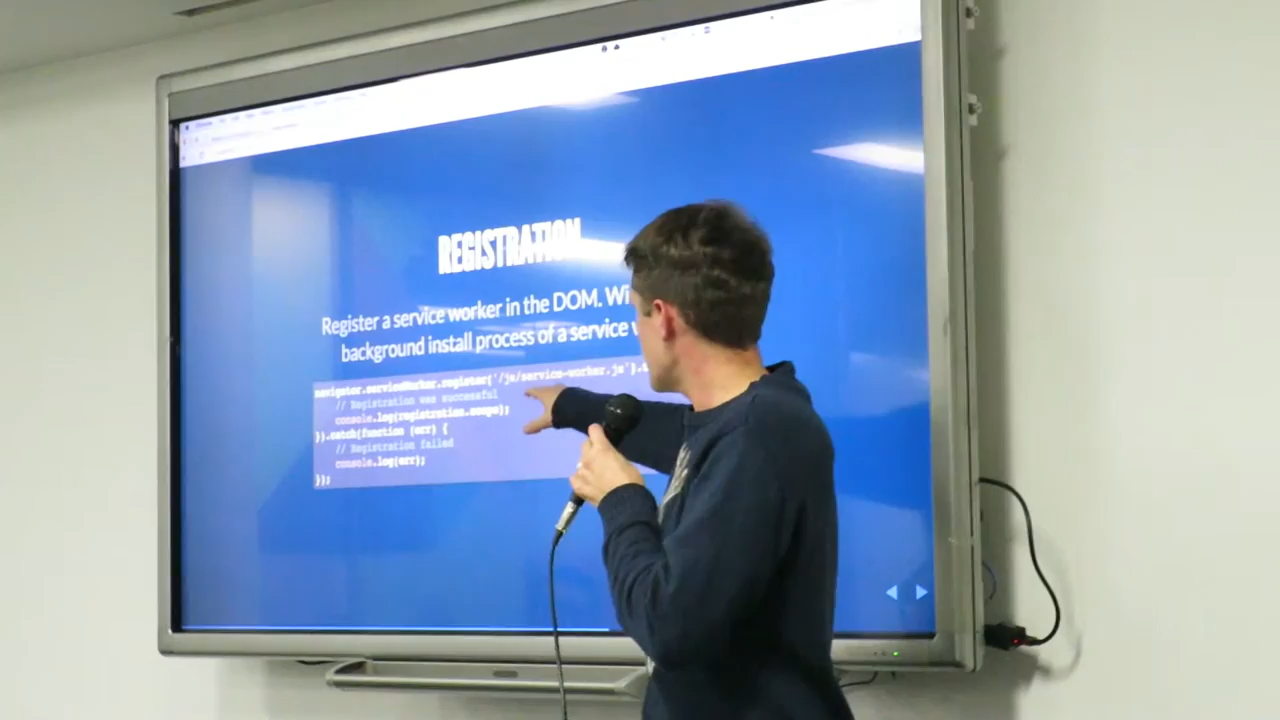 REGISTRATION
Register a service worker in the DOM. Wi
background install process of a service
navigator.serviceWorker.register('/js/service-worker.js').
// Registration was successful
console.log(registration.scope);
}).catch(function (err) {
// Registration failed
console.log(err);
});